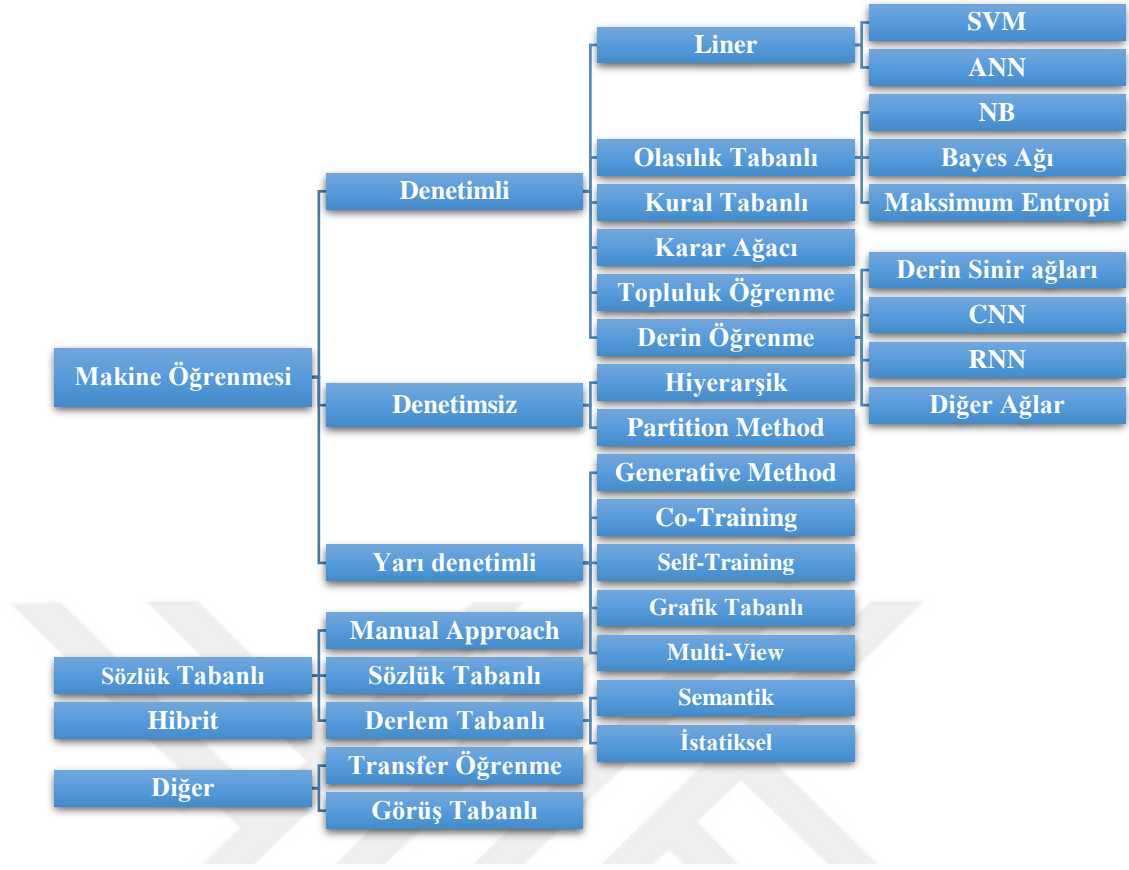 Makine Öğrenmesi
Denetimli
Liner
SVM
ANN
Olasılık Tabanlı
NB
Bayes Ağı
Maksimum Entropi
Kural Tabanlı
Karar Ağacı
Topluluk Öğrenme
Derin Öğrenme
Derin Sinir ağları
CNN
RNN
Diğer Ağlar
Denetimsiz
Hiyerarşik
Partition Method
Yarı denetimli
Generative Method
Co-Training
Self-Training
Grafik Tabanlı
Multi-View
Sözlük Tabanlı
Manual Approach
Sözlük Tabanlı
Derlem Tabanlı
Semantik
İstatiksel
Hibrit
Diğer
Transfer Öğrenme
Görüş Tabanlı